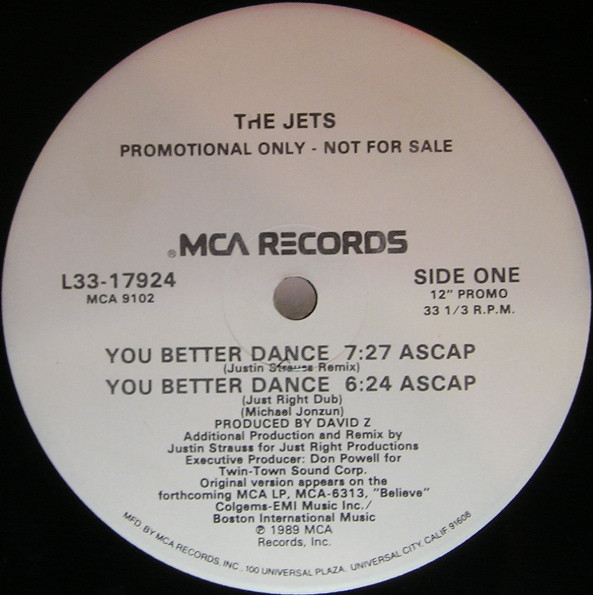 THE JETS
PROMOTIONAL ONLY - NOT FOR SALE
® MCA RECORDS
L33-17924
MCA 9102
SIDE ONE
12" PROMO
33 1/3 R.P.M.
YOU BETTER DANCE 7:27 ASCAP
(Justin Strauss Remix)
YOU BETTER DANCE 6:24 ASCAP
(Just Right Dub)
(Michael Jonzun)
PRODUCED BY DAVID Z
Additional Production and Remix by
Justin Strauss for Just Right Productions
Executive Producer: Don Powell for
Twin-Town Sound Corp.
Original version appears on the
forthcoming MCA LP, MCA-6313, "Believe"
Colgems-EMI Music Inc./
Boston International Music
℗ 1989 MCA
Records, Inc.
MFD BY MCA RECORDS, INC., 100 UNIVERSAL PLAZA, UNIVERSAL CITY, CALIF 91608